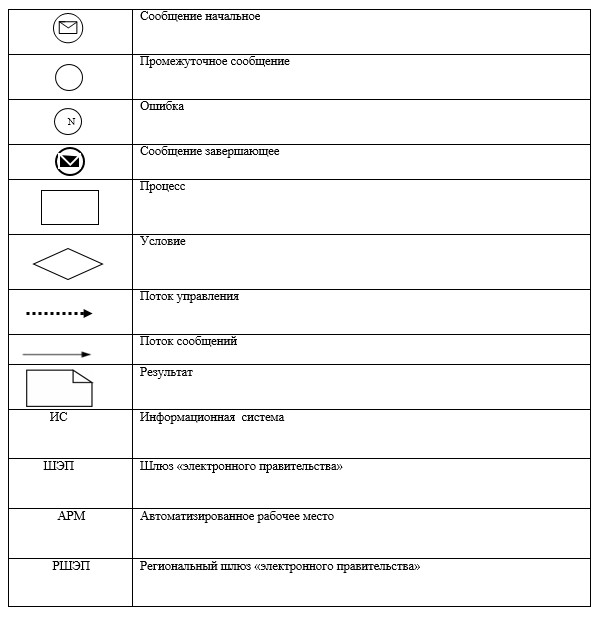 Сообщение начальное
Промежуточное сообщение
Ошибка
N
Сообщение завершающее
Процесс
Условие
Поток управления
Поток сообщений
Результат
ИС Информационная система
ШЭП Шлюз «электронного правительства»
АРМ Автоматизированное рабочее место
РШЭП Региональный шлюз «электронного правительства»